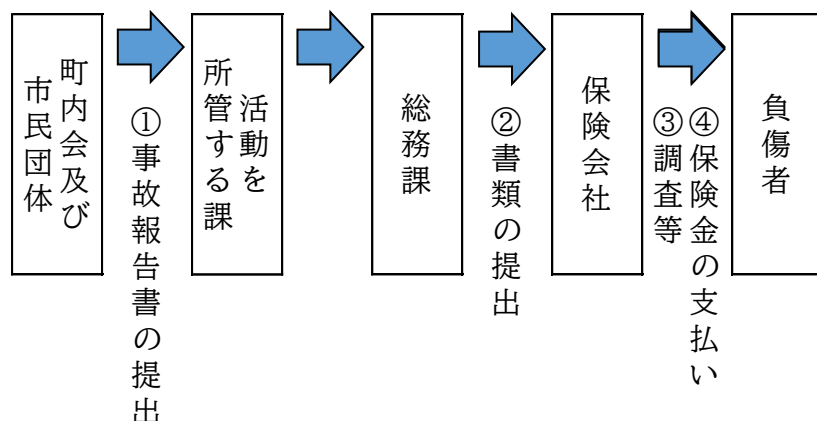 町内会及び
市民団体
①事故報告書の提出
活動を
所管する課
総務課
②書類の提出
保険会社
④保険金の支払い
③調査等
負傷者